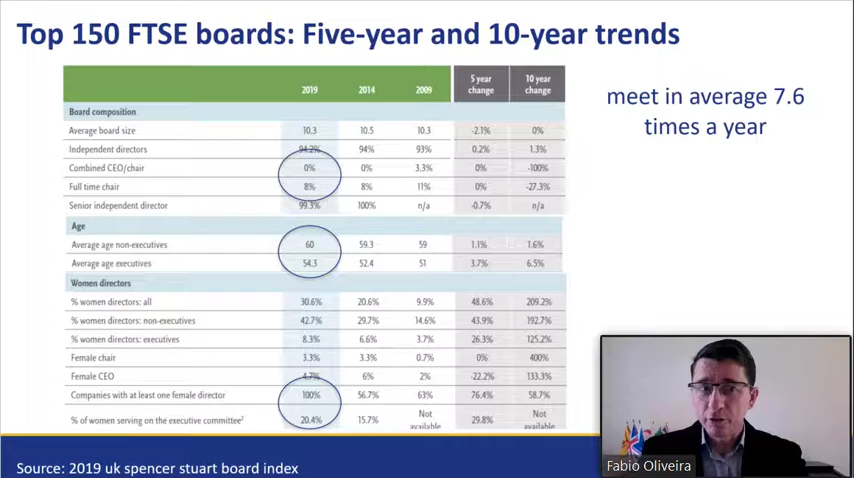 Top 150 FTSE boards: Five-year and 10-year trends
meet in average 7.6
times a year
2019 2014 2009 5 year change 10 year change
Board composition
Average board size 10.3 10.5 10.3 -2.1% 0%
Independent directors 94.2% 94% 93% 0.2% 1.3%
Combined CEO/chair 0% 0% 3.3% 0% -100%
Full time chair 8% 8% 11% 0% -27.3%
Senior independent director 99.3% 100% n/a -0.7% n/a
Age
Average age non-executives 60 59.3 59 1.1% 1.6%
Average age executives 54.3 52.4 51 3.7% 6.5%
Women directors
% women directors: all 30.6% 20.6% 9.9% 48.6% 209.2%
% women directors: non-executives 42.7% 29.7% 14.6% 43.9% 192.7%
% women directors: executives 8.3% 6.6% 3.7% 26.3% 125.2%
Female chair 3.3% 3.3% 0.7% 0% 400%
Female CEO 4.7% 6% 2% -22.2% 133.3%
Companies with at least one female director 100% 56.7% 63% 76.4% 58.7%
% of women serving on the executive committee² 20.4% 15.7% Not available 29.8% Not available
Source: 2019 uk spencer stuart board index
Fabio Oliveira